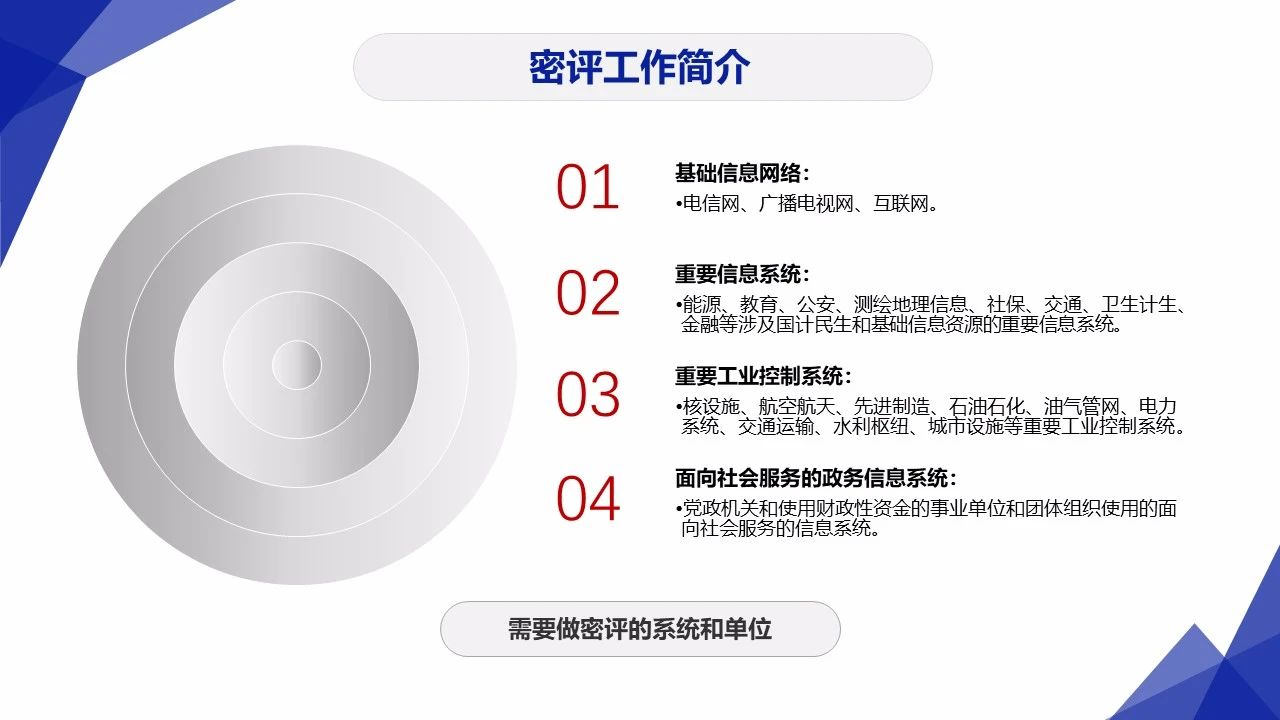 密评工作简介
01
基础信息网络：
•电信网、广播电视网、互联网。
02
重要信息系统：
•能源、教育、公安、测绘地理信息、社保、交通、卫生计生、
金融等涉及国计民生和基础信息资源的重要信息系统。
03
重要工业控制系统：
•核设施、航空航天、先进制造、石油石化、油气管网、电力
系统、交通运输、水利枢纽、城市设施等重要工业控制系统。
04
面向社会服务的政务信息系统：
•党政机关和使用财政性资金的事业单位和团体组织使用的面
向社会服务的信息系统。
需要做密评的系统和单位